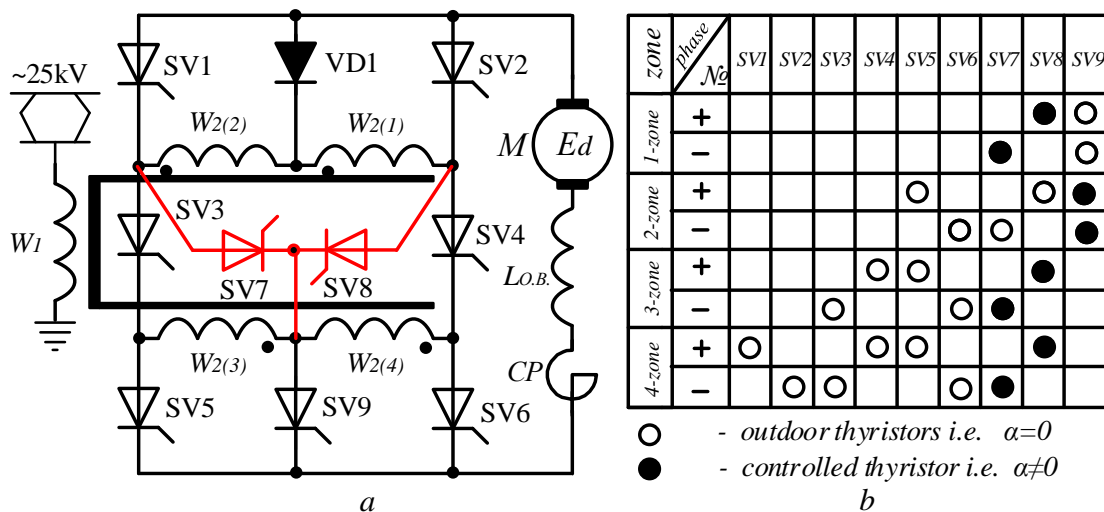 SV1
VD1
SV2
~25kV
W2(2)
W2(1)
M
Ed
SV3
SV4
W1
SV7
SV8
LO.B.
W2(3)
W2(4)
CP
SV5
SV9
SV6
a
zone
phase
№
SV1 SV2 SV3 SV4 SV5 SV6 SV7 SV8 SV9
1-zone
+
−
2-zone
+
−
3-zone
+
−
4-zone
+
−
- outdoor thyristors i.e. α=0
- controlled thyristor i.e. α≠0
b